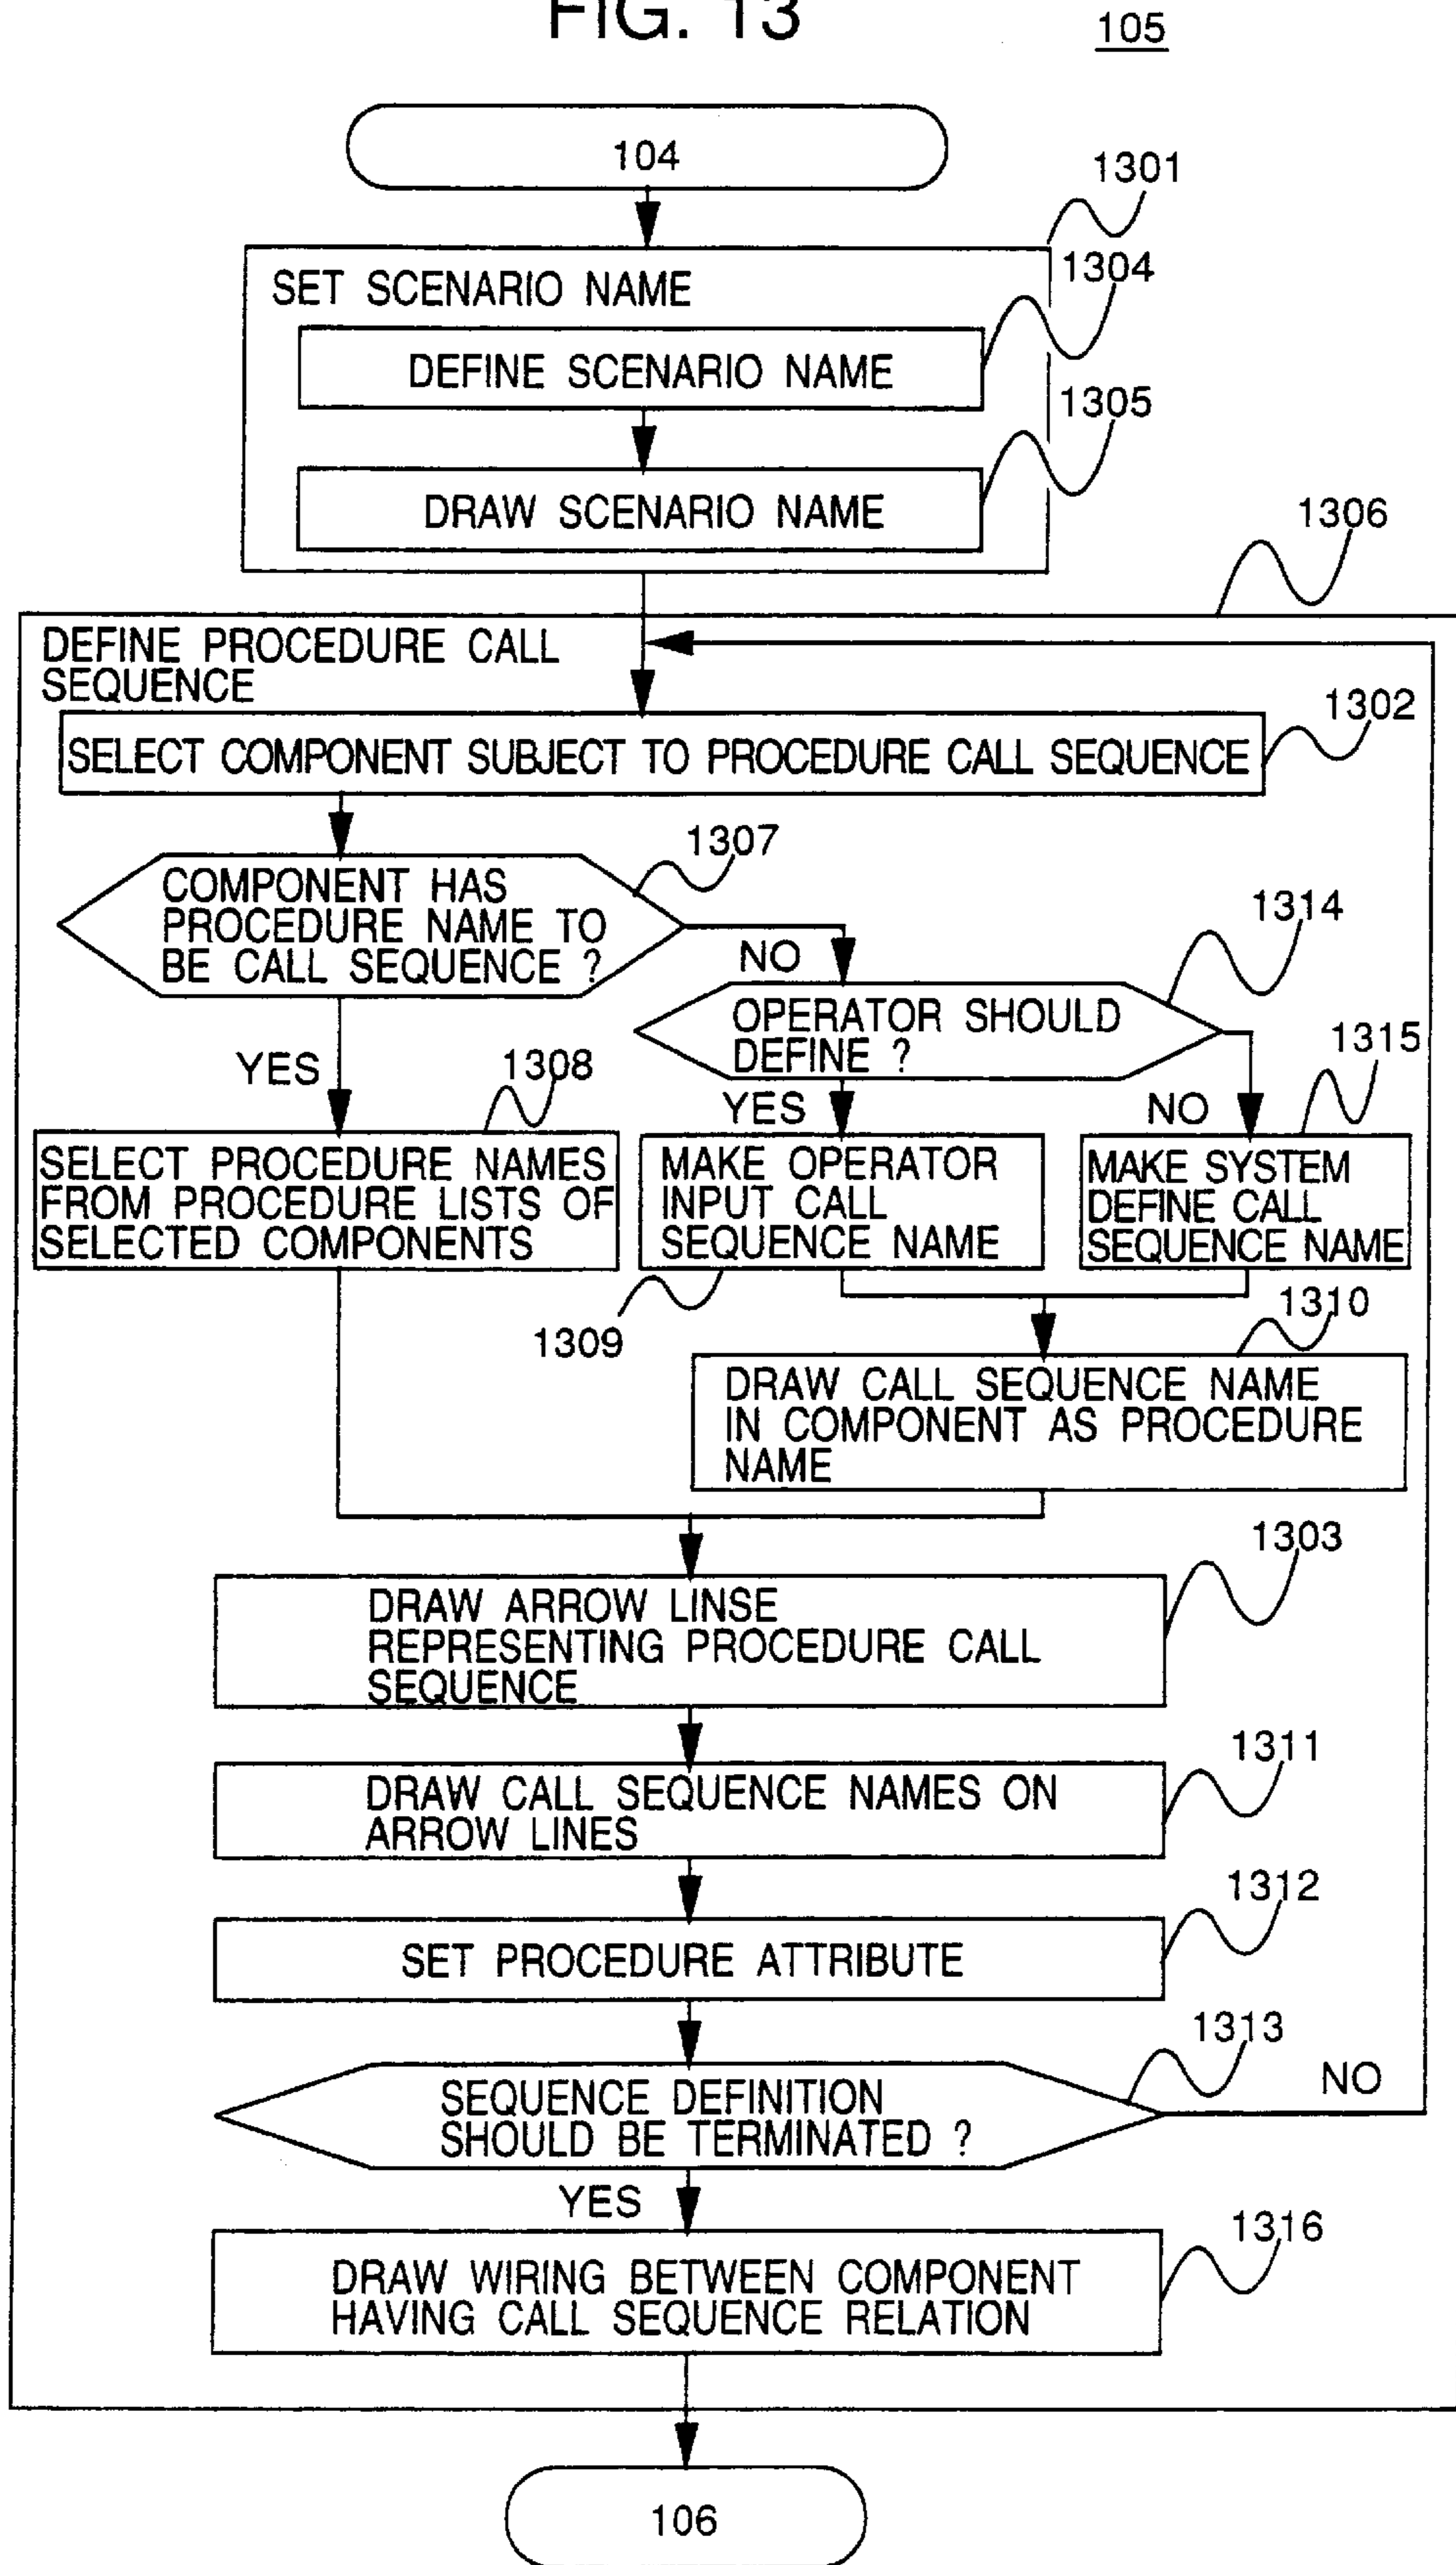 FIG. 13
105
104
1301
SET SCENARIO NAME
1304
DEFINE SCENARIO NAME
1305
DRAW SCENARIO NAME
1306
DEFINE PROCEDURE CALL
SEQUENCE
1302
SELECT COMPONENT SUBJECT TO PROCEDURE CALL SEQUENCE
1307
COMPONENT HAS
PROCEDURE NAME TO
BE CALL SEQUENCE ?
NO
1314
OPERATOR SHOULD
DEFINE ?
YES
1308
YES
NO
1315
SELECT PROCEDURE NAMES
FROM PROCEDURE LISTS OF
SELECTED COMPONENTS
MAKE OPERATOR
INPUT CALL
SEQUENCE NAME
MAKE SYSTEM
DEFINE CALL
SEQUENCE NAME
1309
1310
DRAW CALL SEQUENCE NAME
IN COMPONENT AS PROCEDURE
NAME
1303
DRAW ARROW LINSE
REPRESENTING PROCEDURE CALL
SEQUENCE
1311
DRAW CALL SEQUENCE NAMES ON
ARROW LINES
1312
SET PROCEDURE ATTRIBUTE
1313
SEQUENCE DEFINITION
SHOULD BE TERMINATED ?
NO
YES
1316
DRAW WIRING BETWEEN COMPONENT
HAVING CALL SEQUENCE RELATION
106